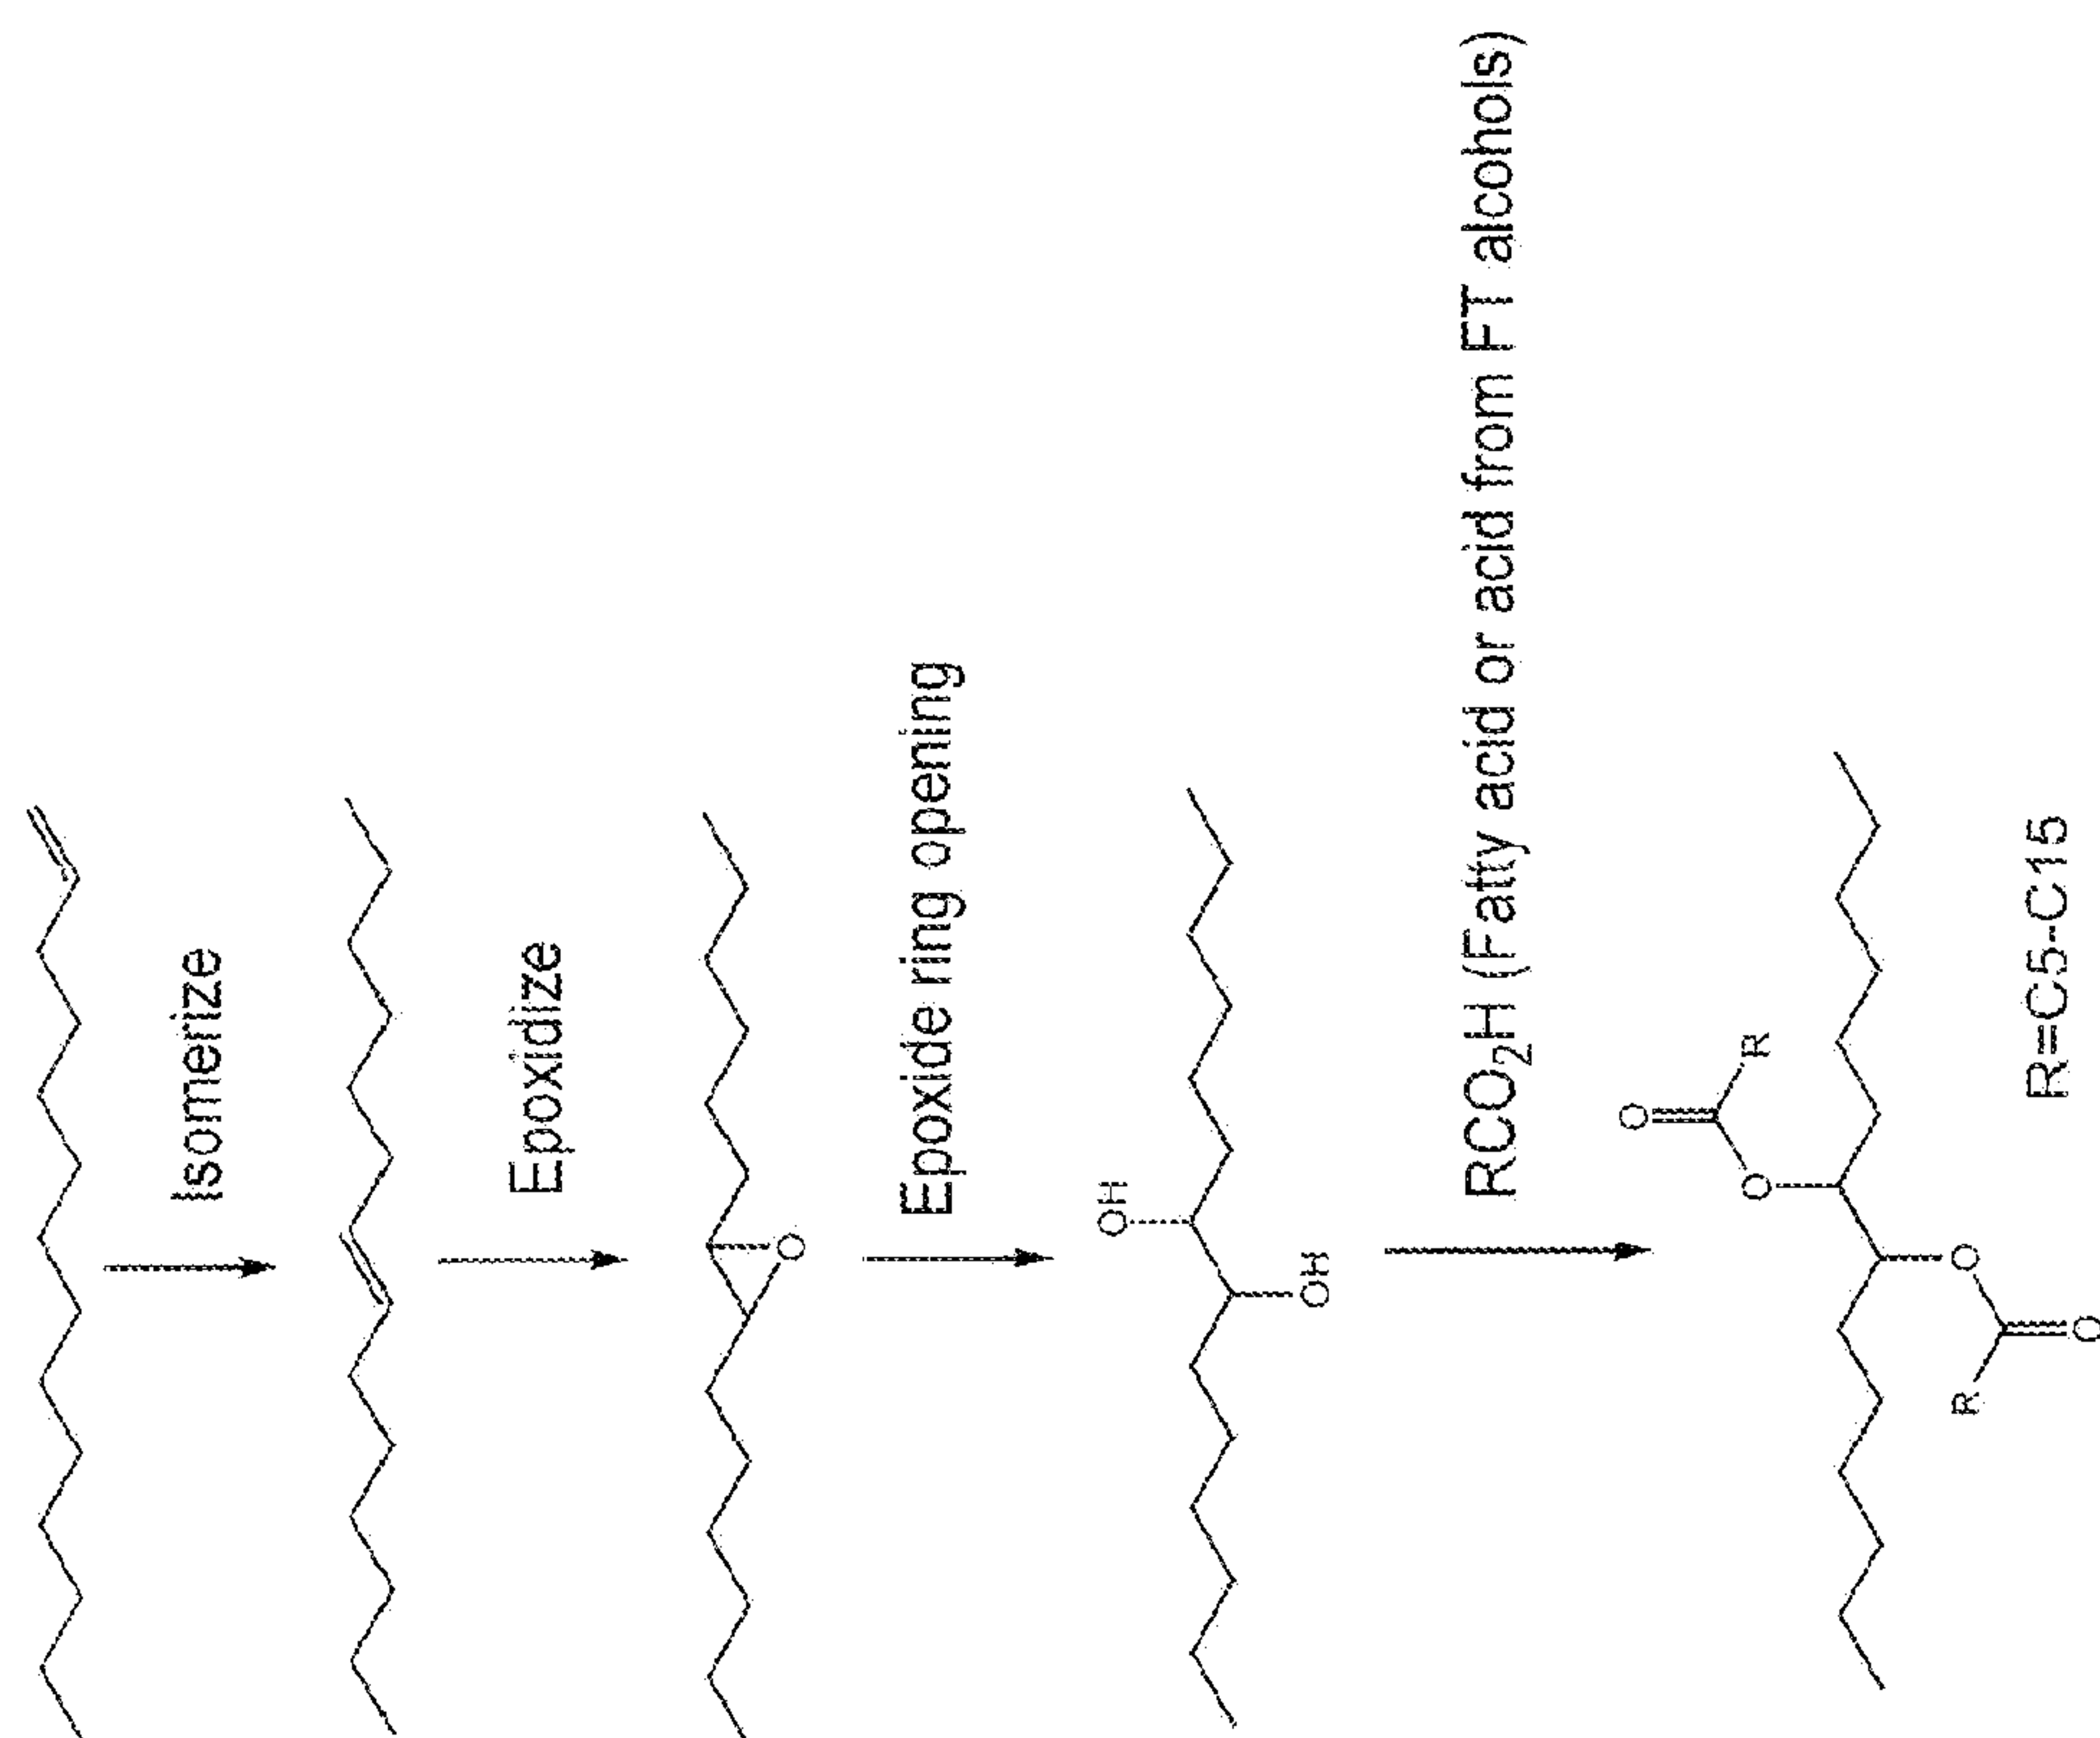 Isomerize
Epoxidize
O
Epoxide ring opening
OH
OH
RCO₂H (Fatty acid or acid from FT alcohols)
O
R
O
O
R
O
R=C5-C15